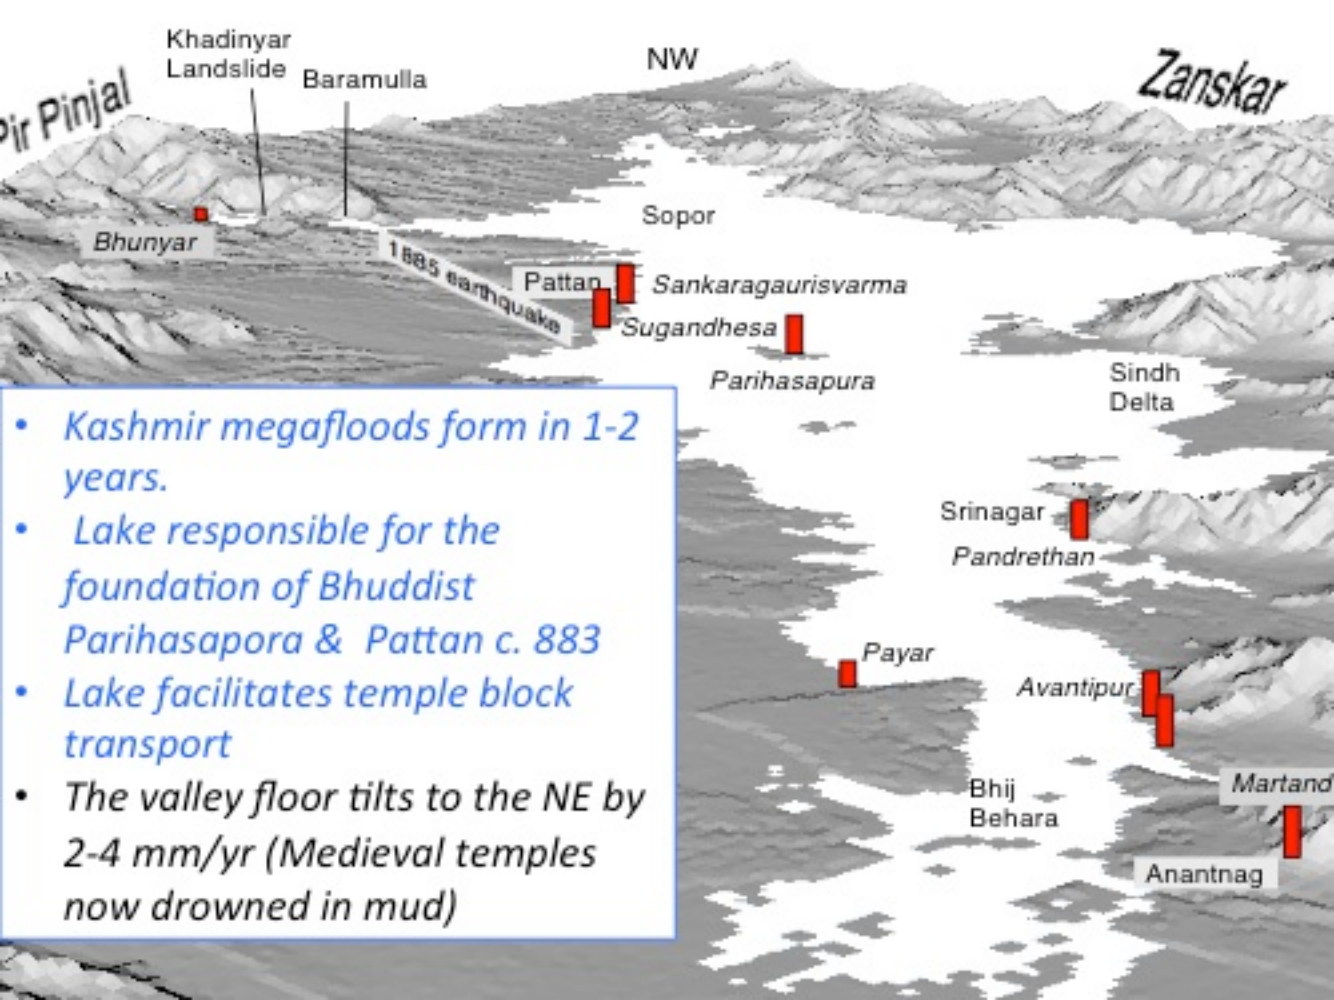 Khadinyar
Landslide
Baramulla
NW
Zanskar
Pir Pinjal
Sopor
Bhunyar
1885 earthquake
Pattan
Sankaragaurisvarma
Sugandhesa
Parihasapura
Sindh
Delta
• Kashmir megafloods form in 1-2
years.
• Lake responsible for the
foundation of Bhuddist
Parihasapora & Pattan c. 883
• Lake facilitates temple block
transport
• The valley floor tilts to the NE by
2-4 mm/yr (Medieval temples
now drowned in mud)
Srinagar
Pandrethan
Payar
Avantipur
Bhij
Behara
Martand
Anantnag